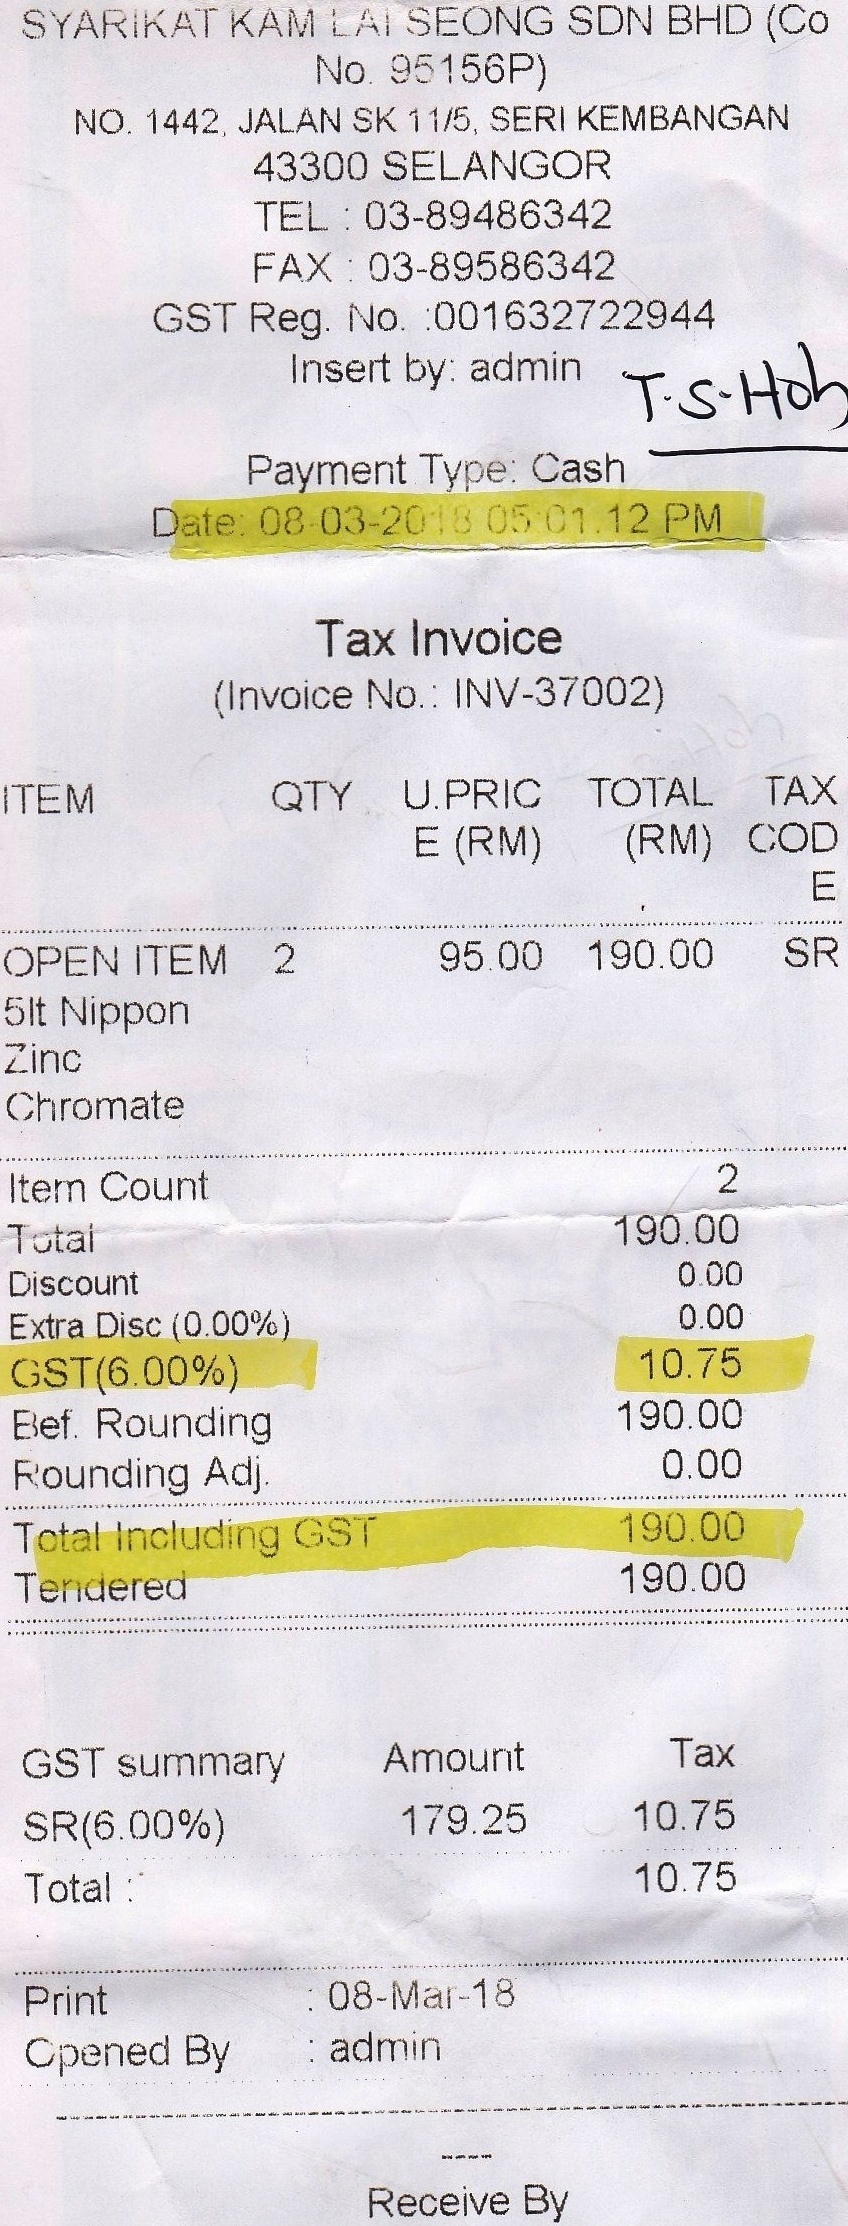 SYARIKAT KAM LAI SEONG SDN BHD (Co
No. 95156P)
NO. 1442, JALAN SK 11/5, SERI KEMBANGAN
43300 SELANGOR
TEL : 03-89486342
FAX : 03-89586342
GST Reg. No. :001632722944
Insert by: admin
T.S.Hoh
Payment Type: Cash
Date: 08-03-2018 05:01:12 PM
Tax Invoice
(Invoice No.: INV-37002)
ITEM QTY U.PRIC TOTAL TAX
E (RM) (RM) COD
E
OPEN ITEM 2 95.00 190.00 SR
5lt Nippon
Zinc
Chromate
Item Count 2
Total 190.00
Discount 0.00
Extra Disc (0.00%) 0.00
GST(6.00%) 10.75
Bef. Rounding 190.00
Rounding Adj. 0.00
Total Including GST 190.00
Tendered 190.00
GST summary Amount Tax
SR(6.00%) 179.25 10.75
Total : 10.75
Print : 08-Mar-18
Opened By : admin
Receive By